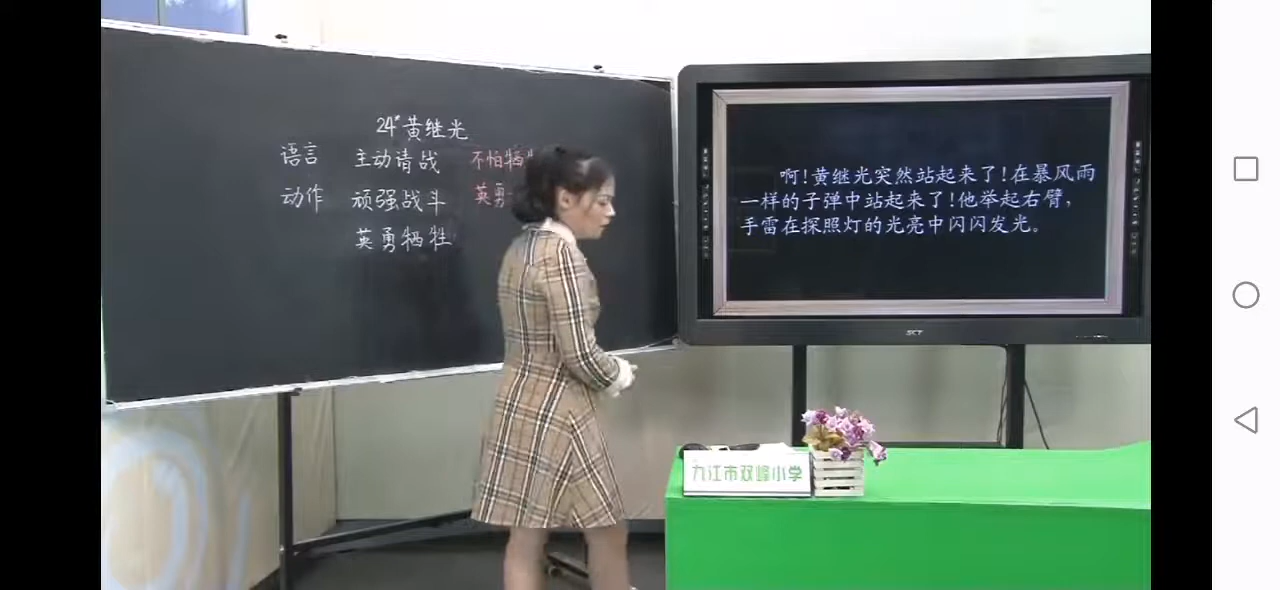 24* 黄继光
语言 主动请战 不怕牺
动作 顽强战斗 英勇
英勇牺牲
啊!黄继光突然站起来了!在暴风雨
一样的子弹中站起来了!他举起右臂,
手雷在探照灯的光亮中闪闪发光。
SCT
九江市双峰小学